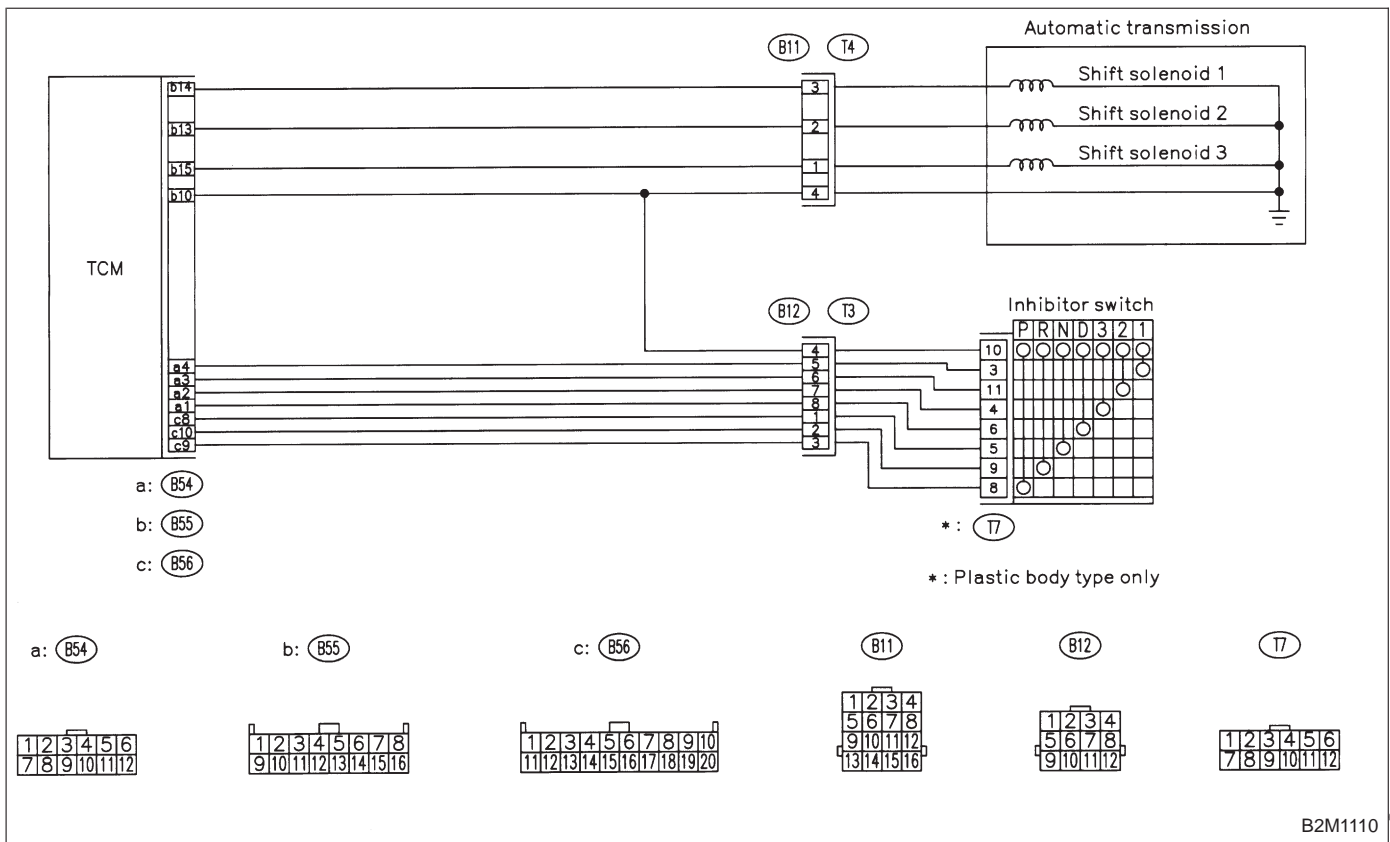 Automatic transmission
B11 T4
b14 3 Shift solenoid 1
b13 2 Shift solenoid 2
b15 1 Shift solenoid 3
b10 4
TCM
B12 T3
Inhibitor switch
P R N D 3 2 1
4 10
a4 5 3
a3 6 11
a2 7 4
a1 8 6
c8 1 5
c10 2 9
c9 3 8
a: B54
b: B55
c: B56
* : T7
* : Plastic body type only
a: B54 b: B55 c: B56 B11 B12 T7
1 2 3 4 5 6
7 8 9 10 11 12
1 2 3 4 5 6 7 8
9 10 11 12 13 14 15 16
1 2 3 4 5 6 7 8 9 10
11 12 13 14 15 16 17 18 19 20
1 2 3 4
5 6 7 8
9 10 11 12
13 14 15 16
1 2 3 4
5 6 7 8
9 10 11 12
1 2 3 4 5 6
7 8 9 10 11 12
B2M1110